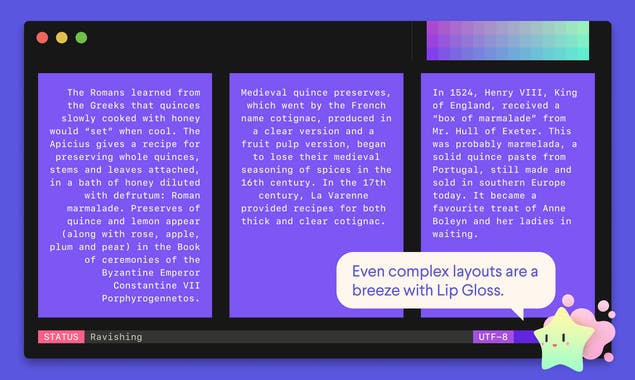 The Romans learned from
the Greeks that quinces
slowly cooked with honey
would “set” when cool. The
Apicius gives a recipe for
preserving whole quinces,
stems and leaves attached,
in a bath of honey diluted
with defrutum: Roman
marmalade. Preserves of
quince and lemon appear
(along with rose, apple,
plum and pear) in the Book
of ceremonies of the
Byzantine Emperor
Constantine VII
Porphyrogennetos.
Medieval quince preserves,
which went by the French
name cotignac, produced in
a clear version and a
fruit pulp version, began
to lose their medieval
seasoning of spices in the
16th century. In the 17th
century, La Varenne
provided recipes for both
thick and clear cotignac.
In 1524, Henry VIII, King
of England, received a
“box of marmalade” from
Mr. Hull of Exeter. This
was probably marmelada, a
solid quince paste from
Portugal, still made and
sold in southern Europe
today. It became a
favourite treat of Anne
Boleyn and her ladies in
waiting.
Even complex layouts are a
breeze with Lip Gloss.
STATUS Ravishing UTF-8